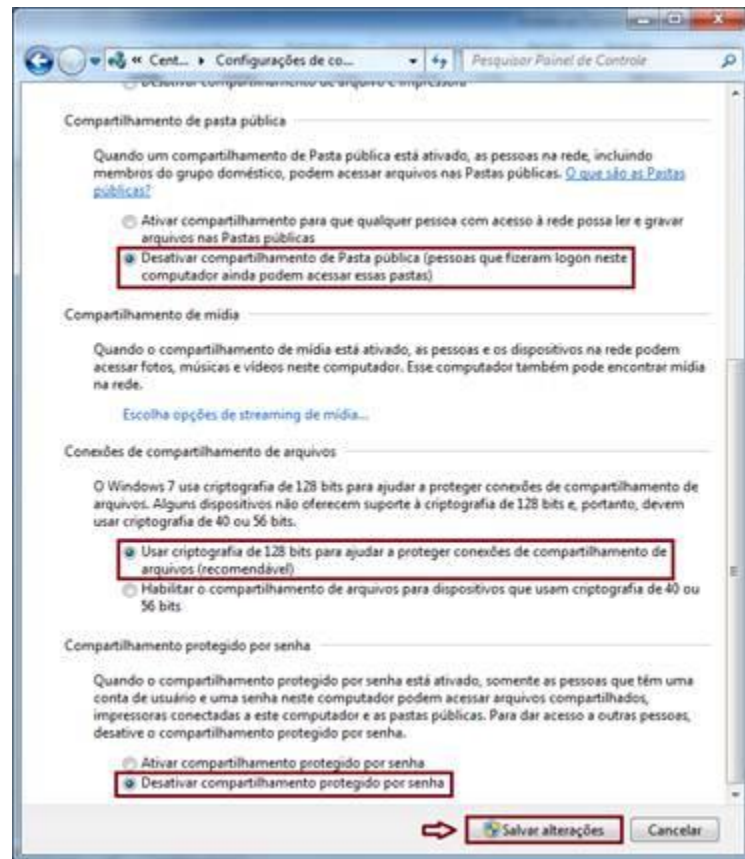 « Cent... ▸ Configurações de co... Pesquisar Painel de Controle
Desativar compartilhamento de arquivo e impressora
Compartilhamento de pasta pública
Quando um compartilhamento de Pasta pública está ativado, as pessoas na rede, incluindo
membros do grupo doméstico, podem acessar arquivos nas Pastas públicas. O que são as Pastas
públicas?
Ativar compartilhamento para que qualquer pessoa com acesso à rede possa ler e gravar
arquivos nas Pastas públicas
Desativar compartilhamento de Pasta pública (pessoas que fizeram logon neste
computador ainda podem acessar essas pastas)
Compartilhamento de mídia
Quando o compartilhamento de mídia está ativado, as pessoas e os dispositivos na rede podem
acessar fotos, músicas e vídeos neste computador. Esse computador também pode encontrar mídia
na rede.
Escolha opções de streaming de mídia...
Conexões de compartilhamento de arquivos
O Windows 7 usa criptografia de 128 bits para ajudar a proteger conexões de compartilhamento de
arquivos. Alguns dispositivos não oferecem suporte à criptografia de 128 bits e, portanto, devem
usar criptografia de 40 ou 56 bits.
Usar criptografia de 128 bits para ajudar a proteger conexões de compartilhamento de
arquivos (recomendável)
Habilitar o compartilhamento de arquivos para dispositivos que usam criptografia de 40 ou
56 bits
Compartilhamento protegido por senha
Quando o compartilhamento protegido por senha está ativado, somente as pessoas que têm uma
conta de usuário e uma senha neste computador podem acessar arquivos compartilhados,
impressoras conectadas a este computador e as pastas públicas. Para dar acesso a outras pessoas,
desative o compartilhamento protegido por senha.
Ativar compartilhamento protegido por senha
Desativar compartilhamento protegido por senha
Salvar alterações Cancelar